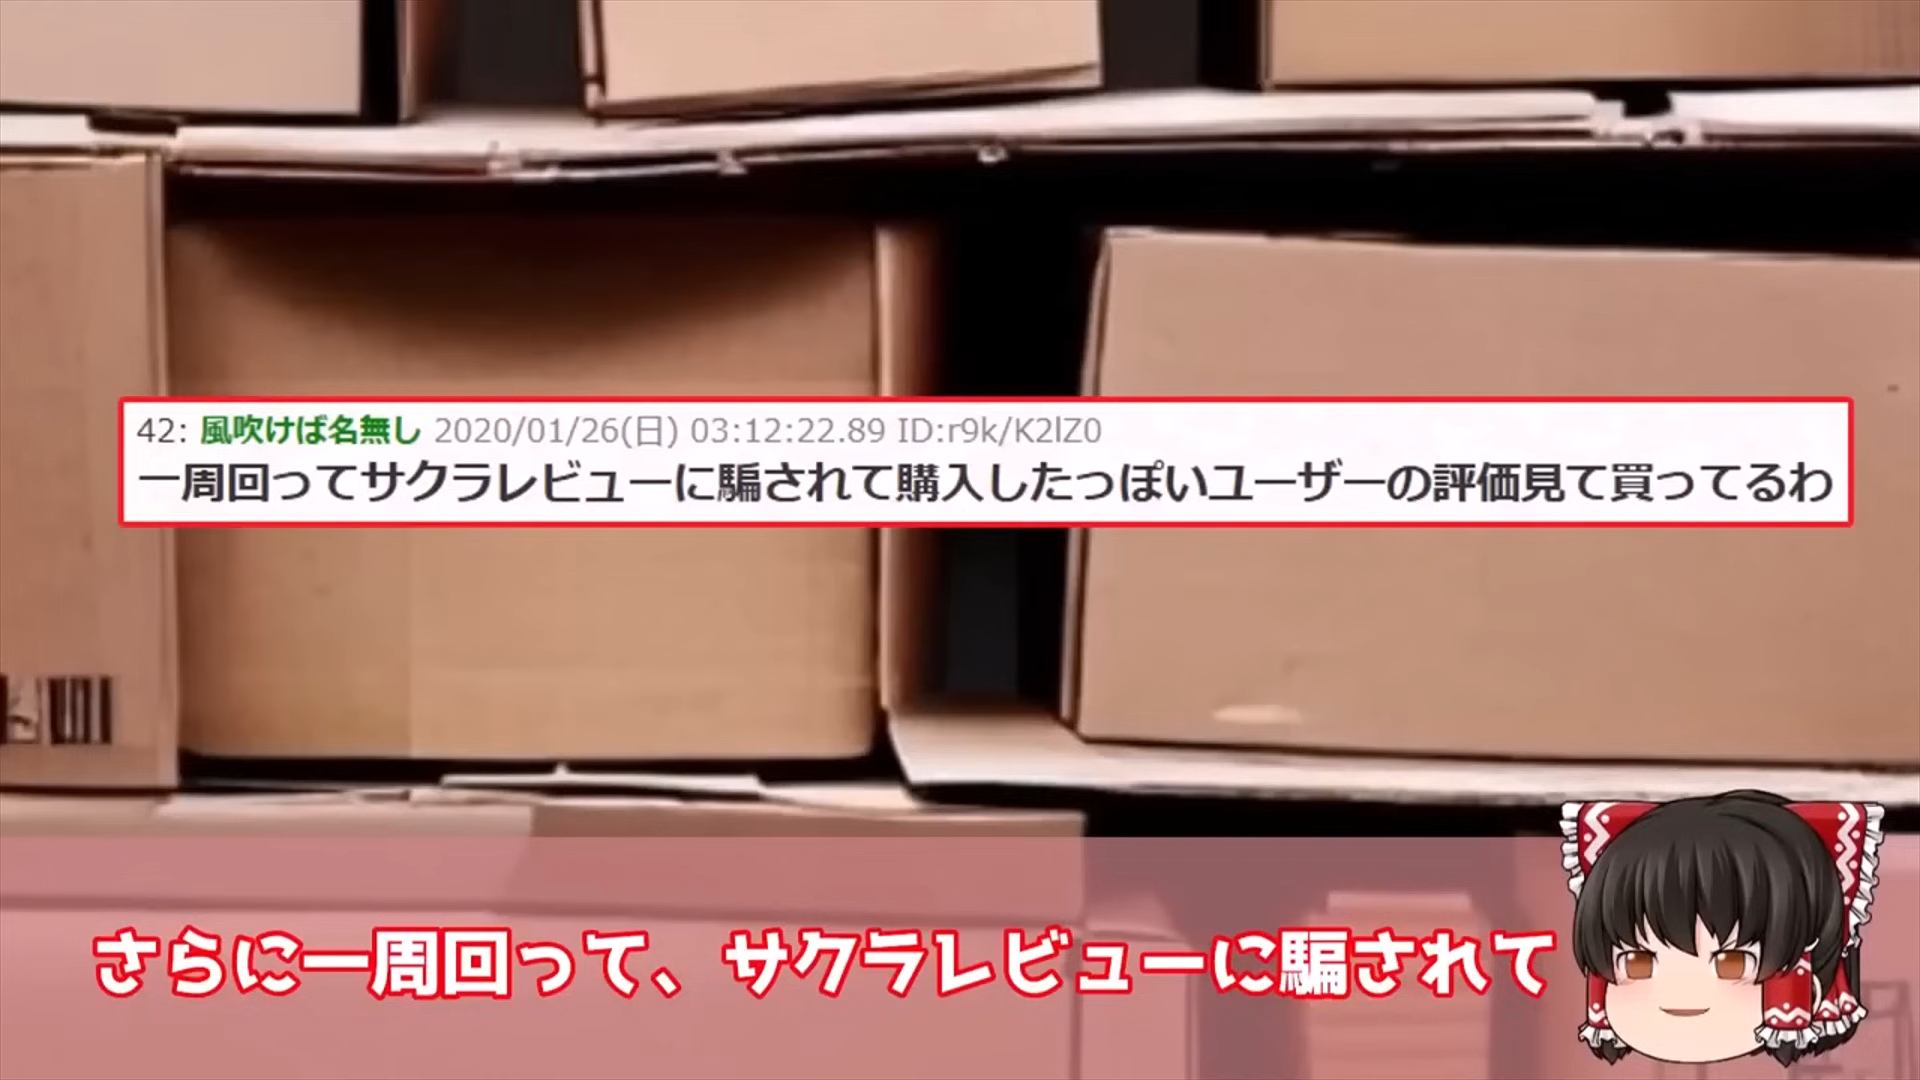 42: 風吹けば名無し 2020/01/26(日) 03:12:22.89 ID:r9k/K2lZ0
一周回ってサクラレビューに騙されて購入したっぽいユーザーの評価見て買ってるわ
さらに一周回って、サクラレビューに騙されて